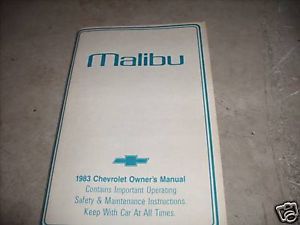 malibu
1983 Chevrolet Owner's Manual
Contains Important Operating
Safety & Maintenance Instructions.
Keep With Car At All Times.